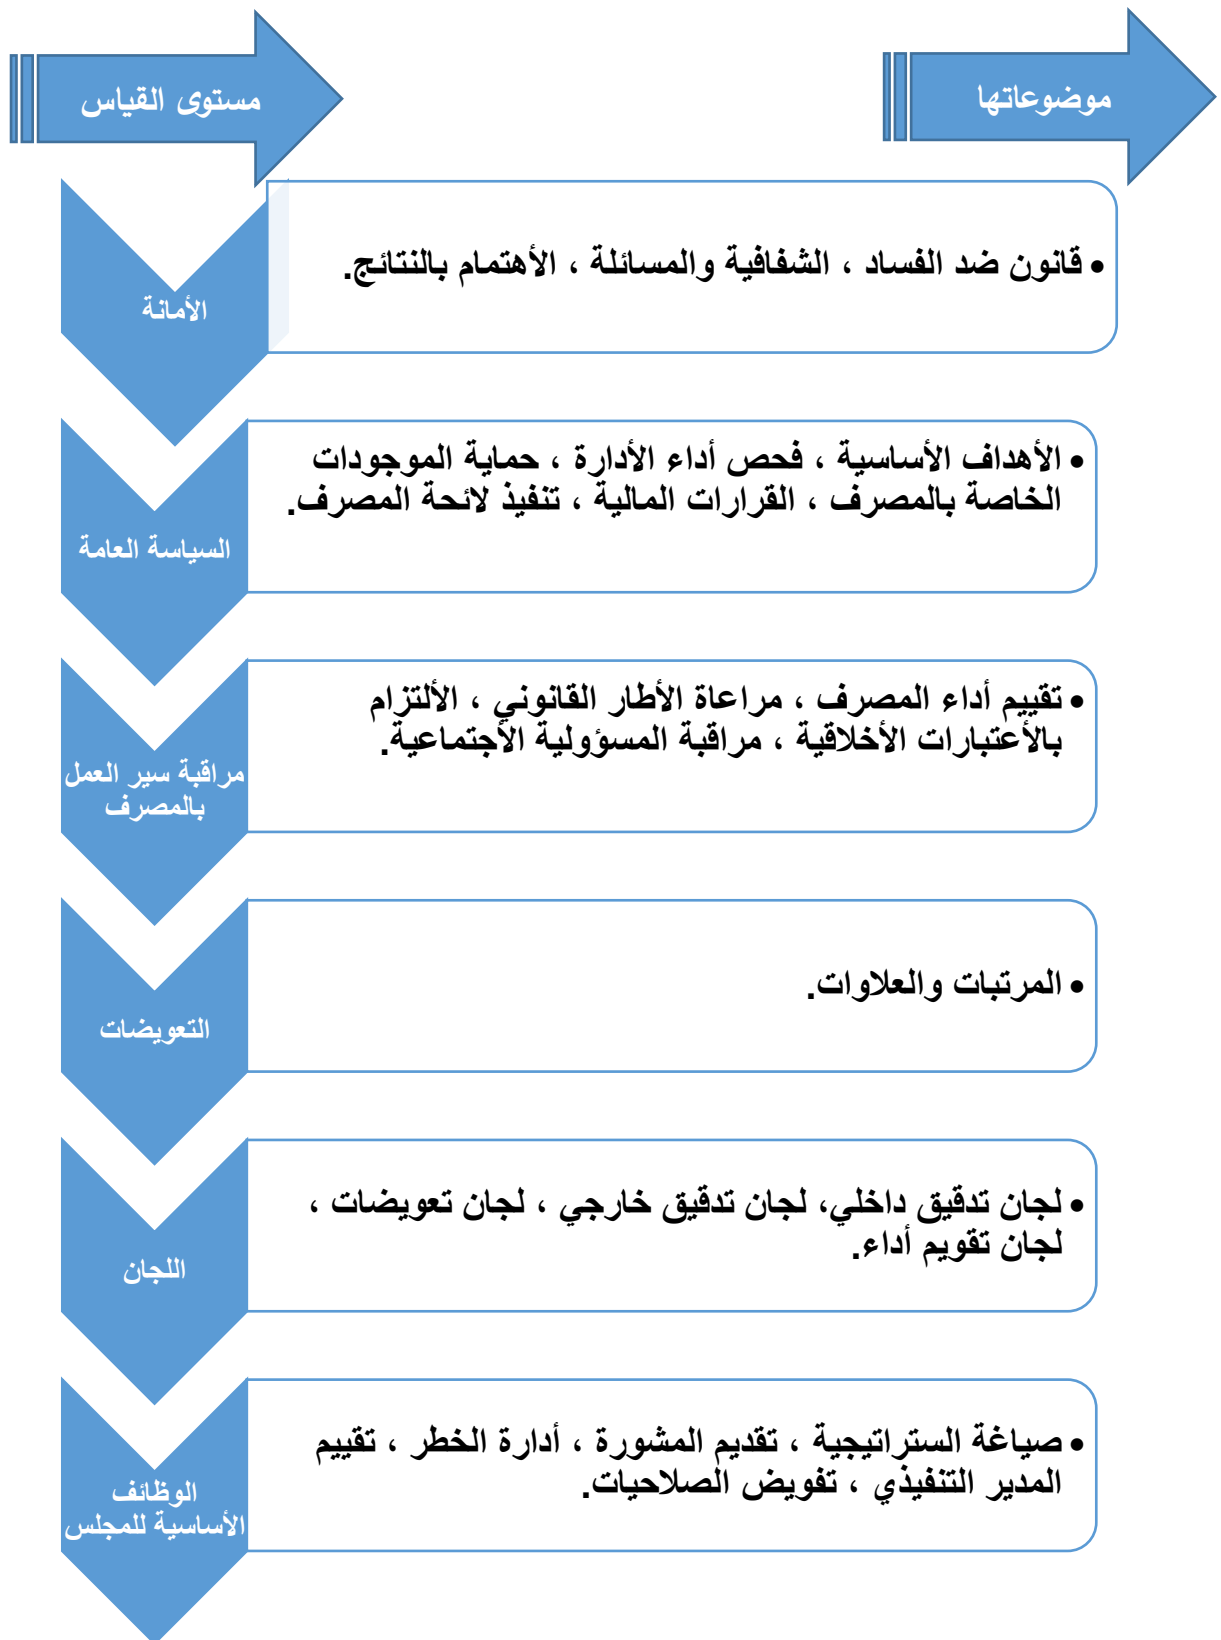 موضوعاتها
مستوى القياس
• قانون ضد الفساد ، الشفافية والمسائلة ، الأهتمام بالنتائج.
الأمانة
• الأهداف الأساسية ، فحص أداء الأدارة ، حماية الموجودات
الخاصة بالمصرف ، القرارات المالية ، تنفيذ لائحة المصرف.
السياسة العامة
• تقييم أداء المصرف ، مراعاة الأطار القانوني ، الألتزام
بالأعتبارات الأخلاقية ، مراقبة المسؤولية الأجتماعية.
مراقبة سير العمل
بالمصرف
• المرتبات والعلاوات.
التعويضات
• لجان تدقيق داخلي، لجان تدقيق خارجي ، لجان تعويضات ،
لجان تقويم أداء.
اللجان
• صياغة الستراتيجية ، تقديم المشورة ، أدارة الخطر ، تقييم
المدير التنفيذي ، تفويض الصلاحيات.
الوظائف
الأساسية للمجلس